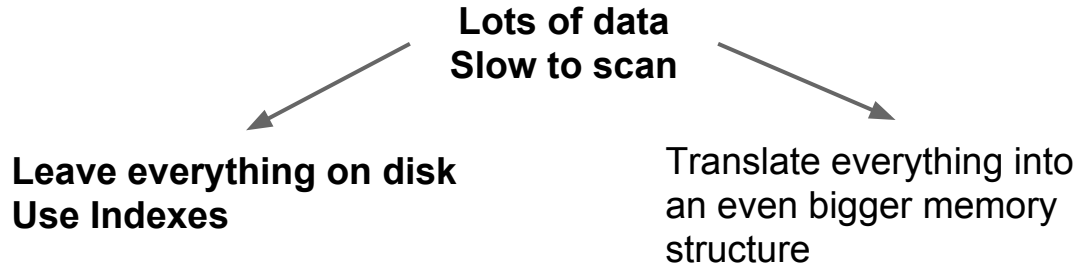 Lots of data
Slow to scan
Leave everything on disk
Use Indexes
Translate everything into
an even bigger memory
structure